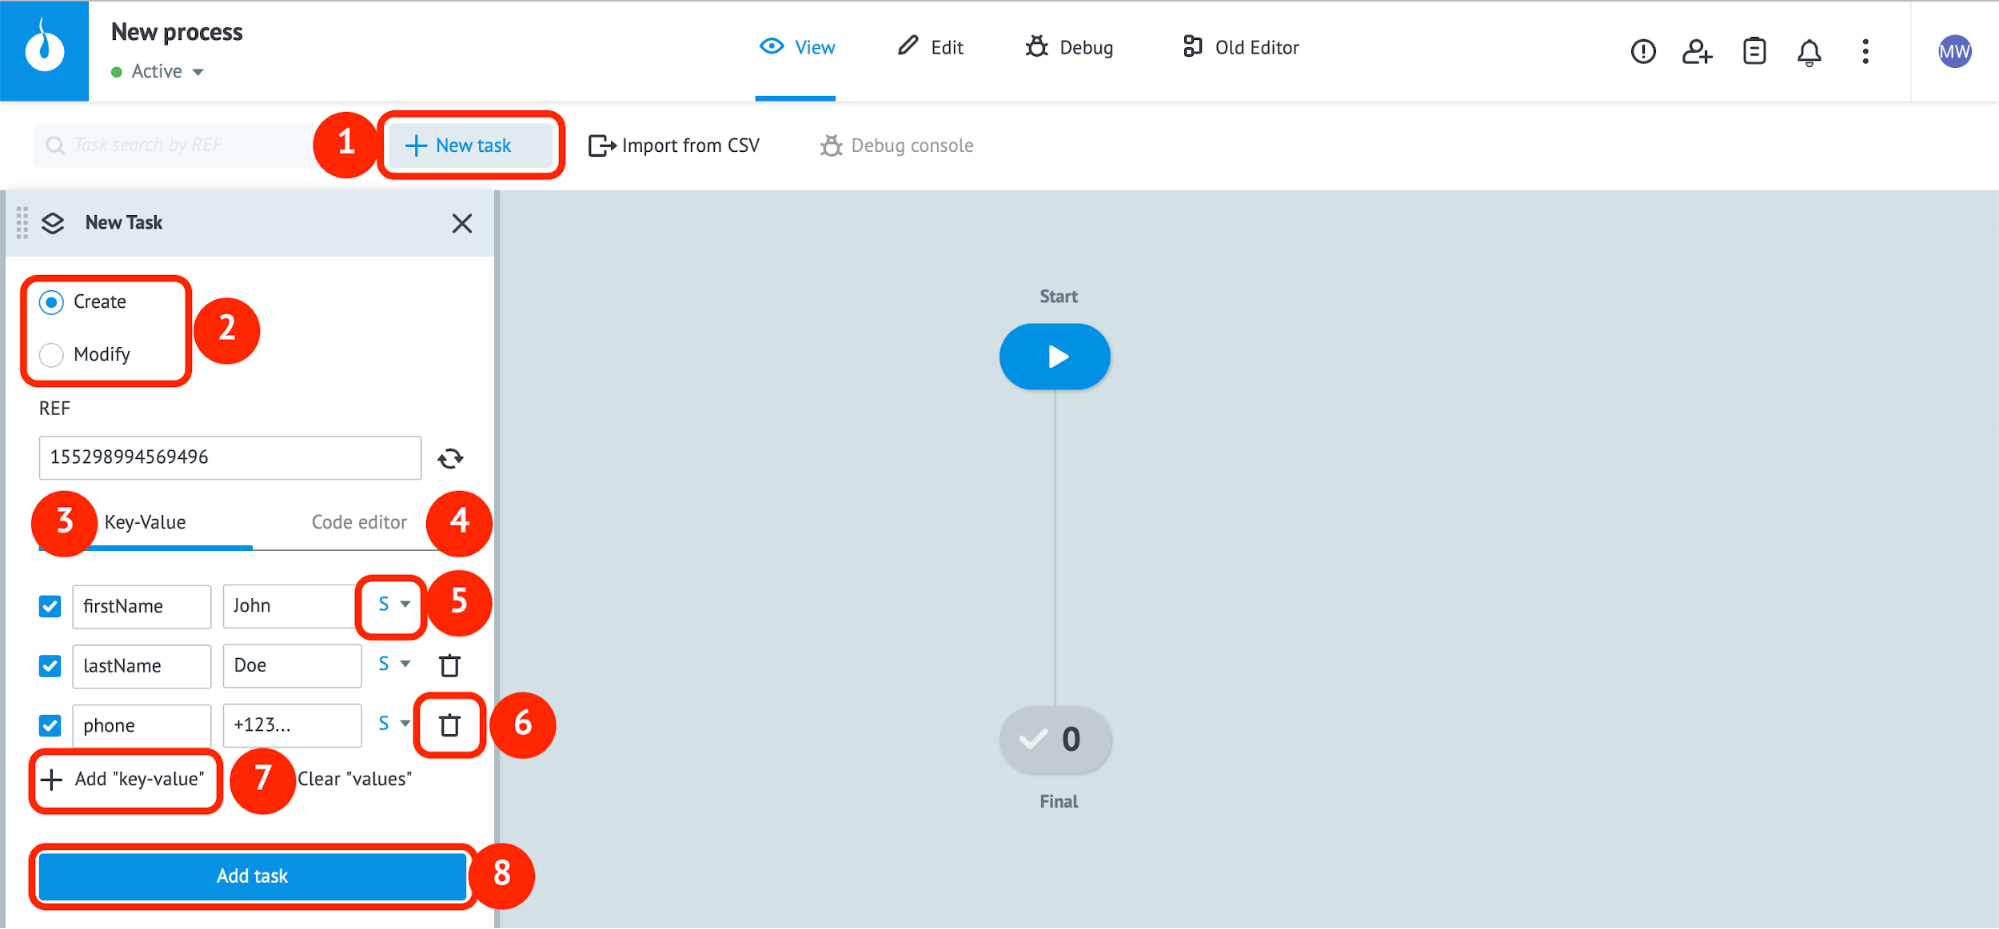 New process
Active
View
Edit
Debug
Old Editor
MW
Task search by REF
1
New task
Import from CSV
Debug console
New Task
Create
2
Modify
REF
155298994569496
3
Key-Value
Code editor
4
firstName
John
S
5
lastName
Doe
S
phone
+123...
S
6
Add "key-value"
7
Clear "values"
Add task
8
Start
0
Final